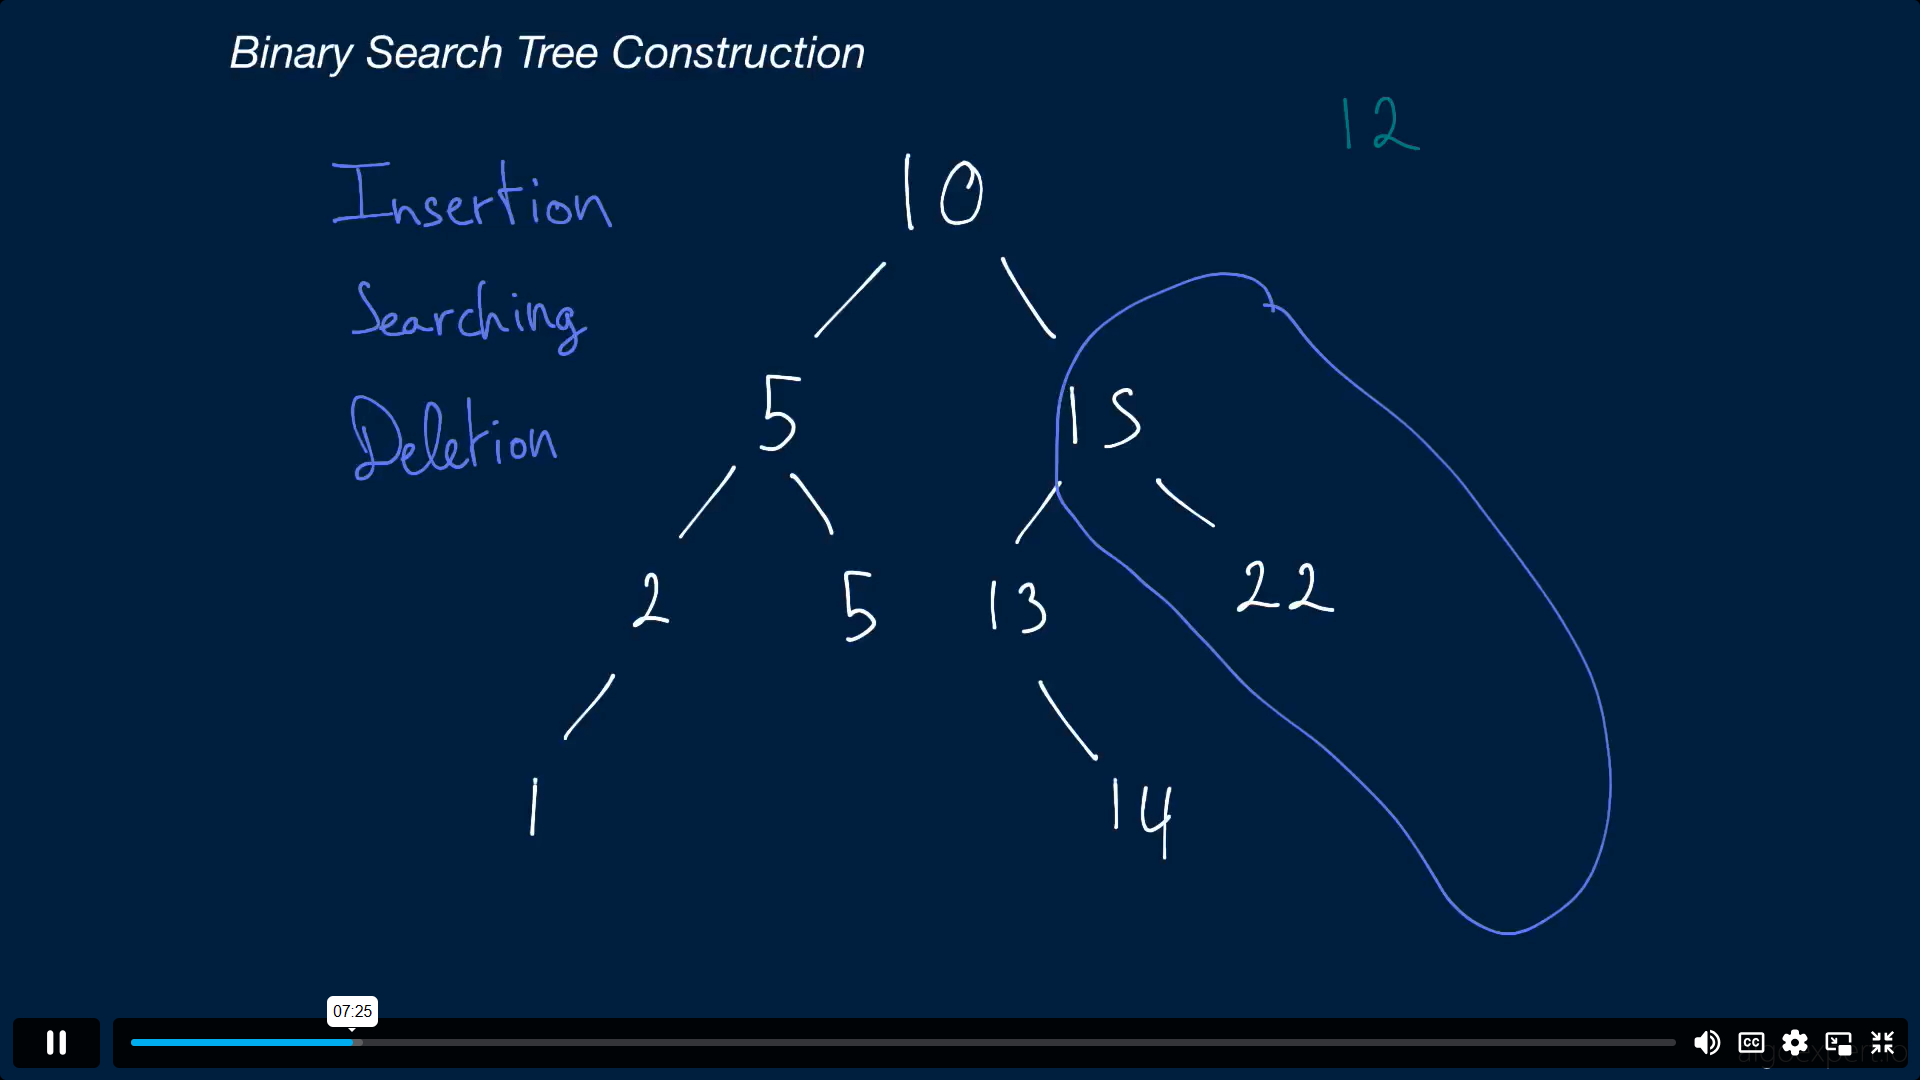 Binary Search Tree Construction
12
Insertion
10
Searching
5 15
Deletion
2 5 13 22
1 14
07:25
CC